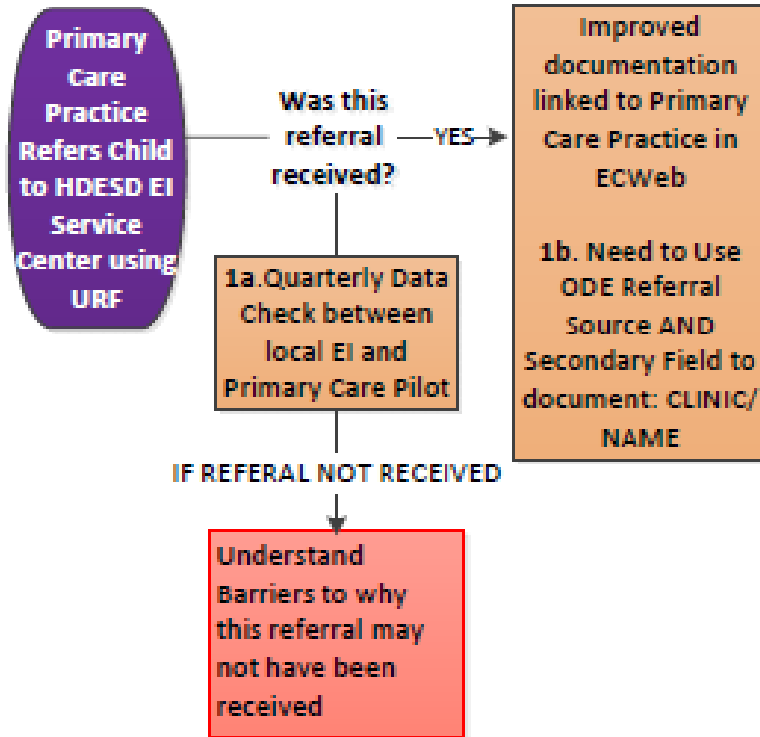 Primary
Care
Practice
Refers Child
to HDESD EI
Service
Center using
URF
Was this
referral
received?
YES
Improved
documentation
linked to Primary
Care Practice in
ECWeb
1b. Need to Use
ODE Referral
Source AND
Secondary Field to
document: CLINIC/
NAME
1a.Quarterly Data
Check between
local EI and
Primary Care Pilot
IF REFERAL NOT RECEIVED
Understand
Barriers to why
this referral may
not have been
received